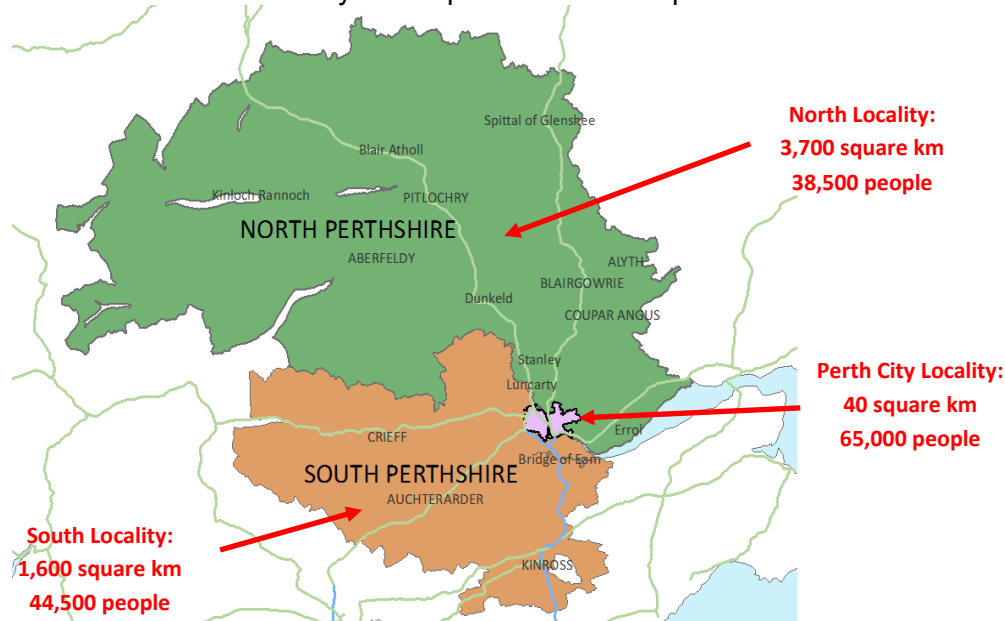 Spittal of Glenshee
North Locality:
3,700 square km
38,500 people
Blair Atholl
Kinloch Rannoch
PITLOCHRY
NORTH PERTHSHIRE
ABERFELDY
ALYTH
BLAIRGOWRIE
Dunkeld
COUPAR ANGUS
Stanley
Luncarty
Perth City Locality:
40 square km
65,000 people
Errol
CRIEFF
Bridge of Earn
SOUTH PERTHSHIRE
AUCHTERARDER
South Locality:
1,600 square km
44,500 people
KINROSS